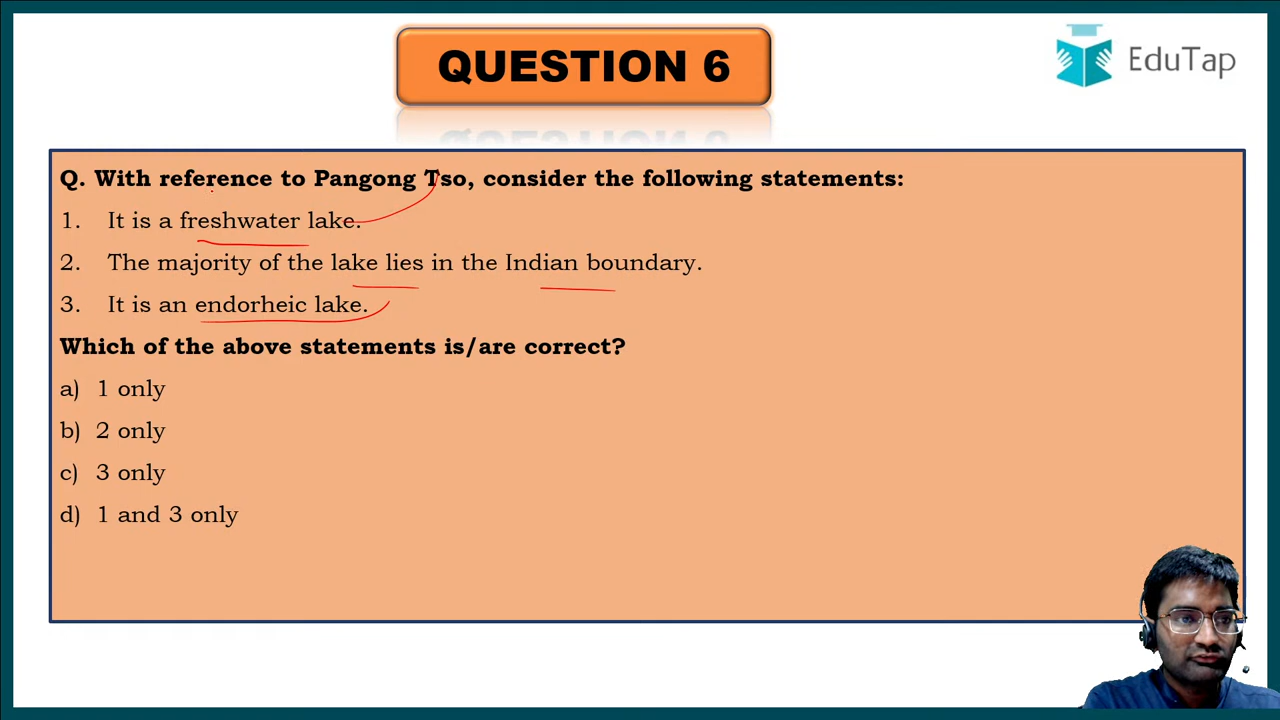 QUESTION 6
EduTap
Q. With reference to Pangong Tso, consider the following statements:
1. It is a freshwater lake.
2. The majority of the lake lies in the Indian boundary.
3. It is an endorheic lake.
Which of the above statements is/are correct?
a) 1 only
b) 2 only
c) 3 only
d) 1 and 3 only